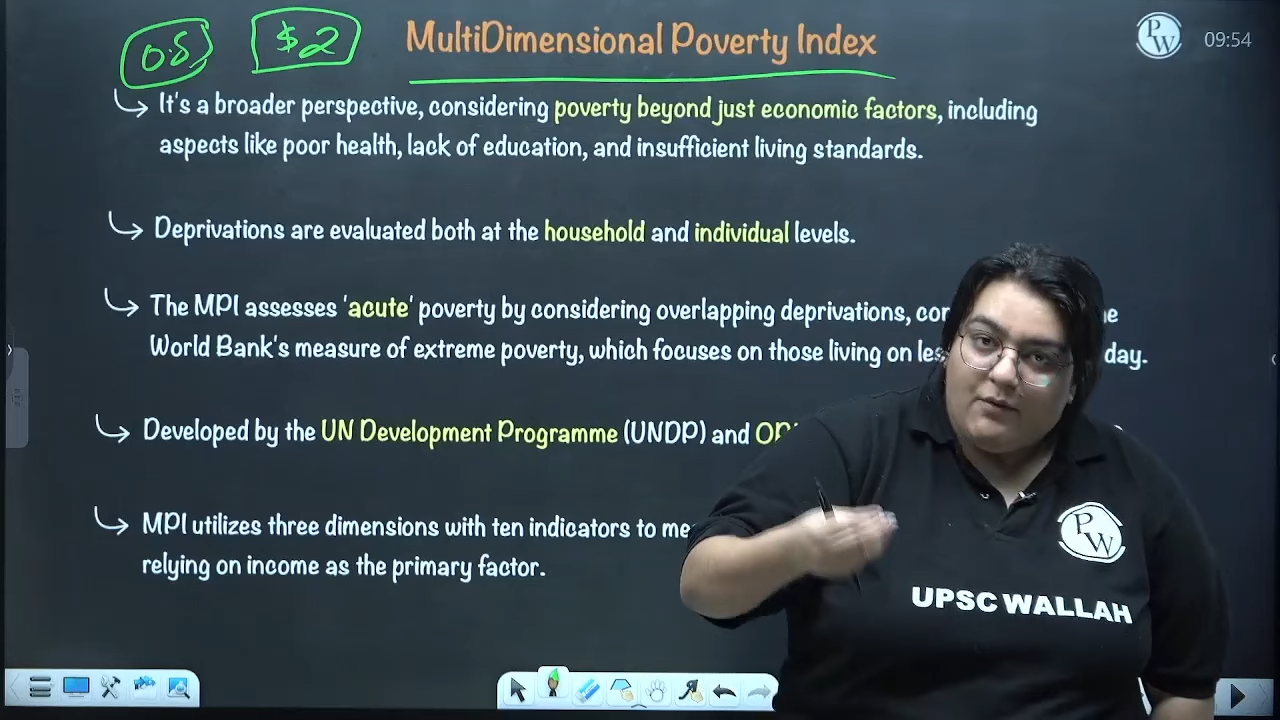 0.8 $2 MultiDimensional Poverty Index
PW 09:54
It's a broader perspective, considering poverty beyond just economic factors, including
aspects like poor health, lack of education, and insufficient living standards.
Deprivations are evaluated both at the household and individual levels.
The MPI assesses 'acute' poverty by considering overlapping deprivations,
World Bank's measure of extreme poverty, which focuses on those living on day.
Developed by the UN Development Programme (UNDP) and
MPI utilizes three dimensions with ten indicators to
relying on income as the primary factor.
PW
UPSC WALLAH